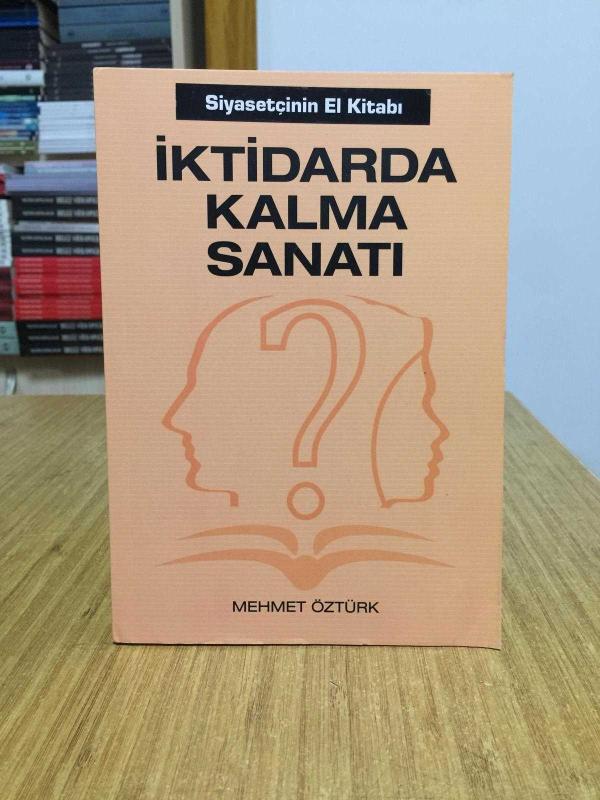 Siyasetçinin El Kitabı
İKTİDARDA
KALMA
SANATI
MEHMET ÖZTÜRK